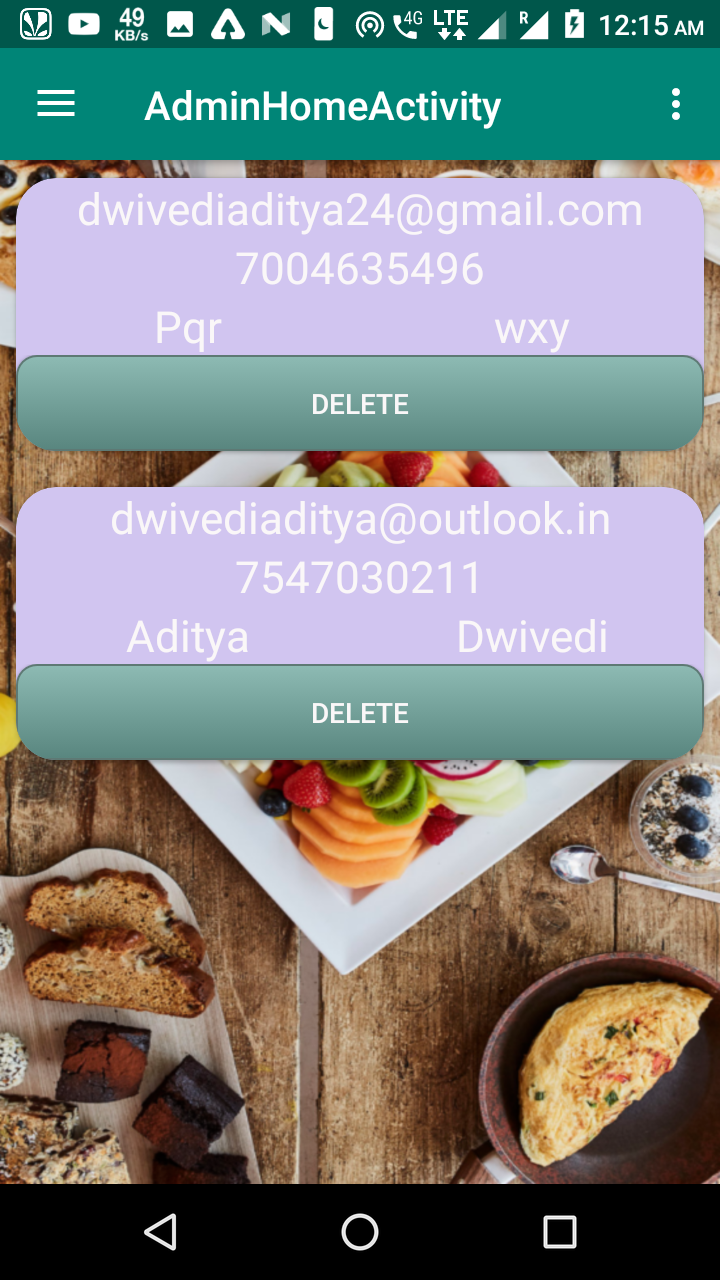 49
KB/s
4G
LTE
R
12:15 AM
AdminHomeActivity
dwivediaditya24@gmail.com
7004635496
Pqr wxy
DELETE
dwivediaditya@outlook.in
7547030211
Aditya Dwivedi
DELETE